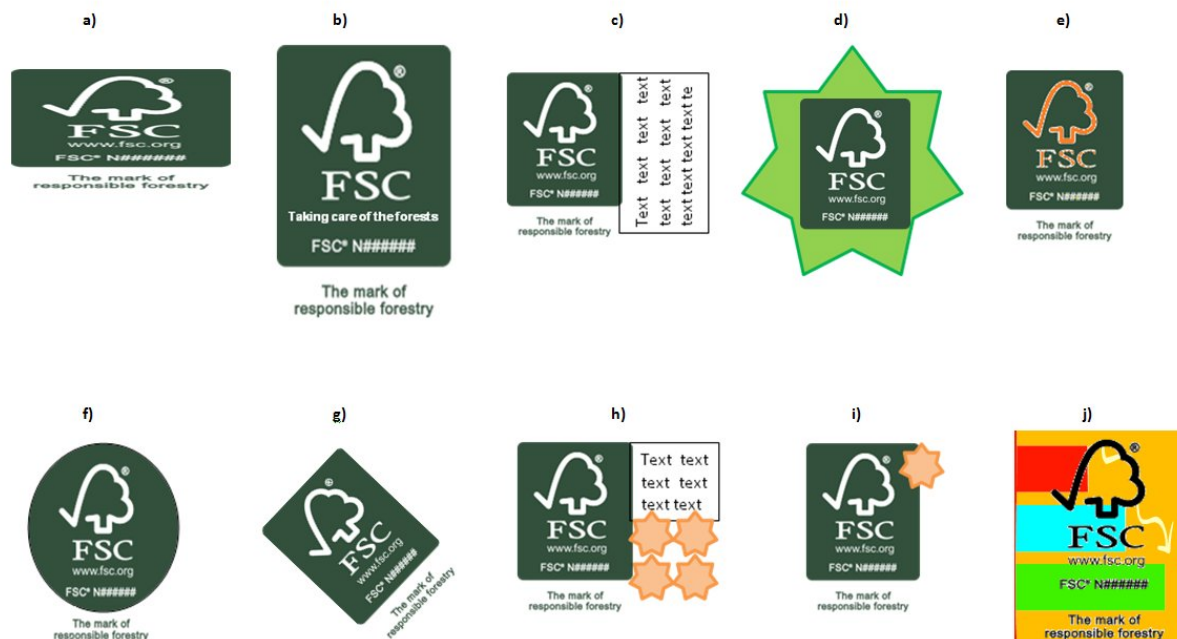 a)
®
FSC
www.fsc.org
FSC® N#######
The mark of
responsible forestry
b)
®
FSC
Taking care of the forests
FSC® N######
The mark of
responsible forestry
c)
®
FSC
www.fsc.org
FSC® N######
The mark of
responsible forestry
Text text text text
text text text text
text text text text te
d)
®
FSC
www.fsc.org
FSC® N######
e)
®
FSC
www.fsc.org
FSC® N######
The mark of
responsible forestry
f)
®
FSC
www.fsc.org
FSC® N######
The mark of
responsible forestry
g)
®
FSC
www.fsc.org
FSC® N######
The mark of
responsible forestry
h)
®
FSC
www.fsc.org
FSC® N######
The mark of
responsible forestry
Text text
text text
text text
i)
FSC
www.fsc.org
FSC® N######
The mark of
responsible forestry
j)
®
FSC
www.fsc.org
FSC® N######
The mark of
responsible forestry